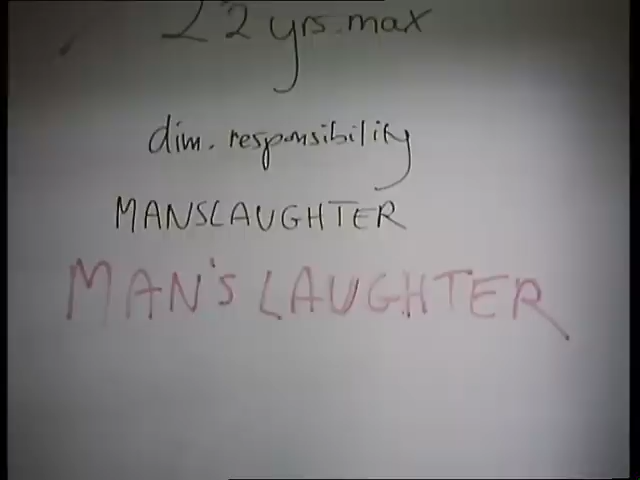 22 yrs. max
dim. responsibility
MANSLAUGHTER
MAN'S LAUGHTER